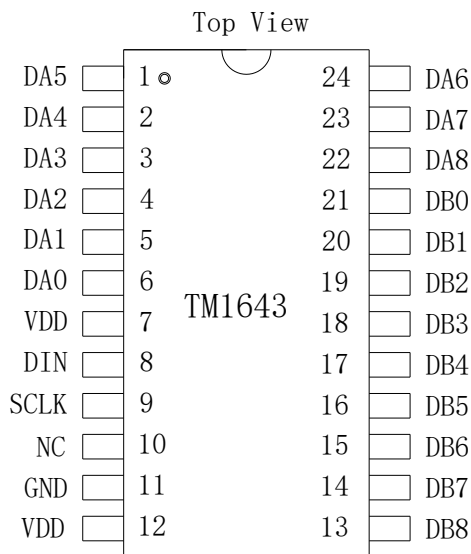 Top View
DA5 1 24 DA6
DA4 2 23 DA7
DA3 3 22 DA8
DA2 4 21 DB0
DA1 5 20 DB1
DA0 6 19 DB2
TM1643
VDD 7 18 DB3
DIN 8 17 DB4
SCLK 9 16 DB5
NC 10 15 DB6
GND 11 14 DB7
VDD 12 13 DB8